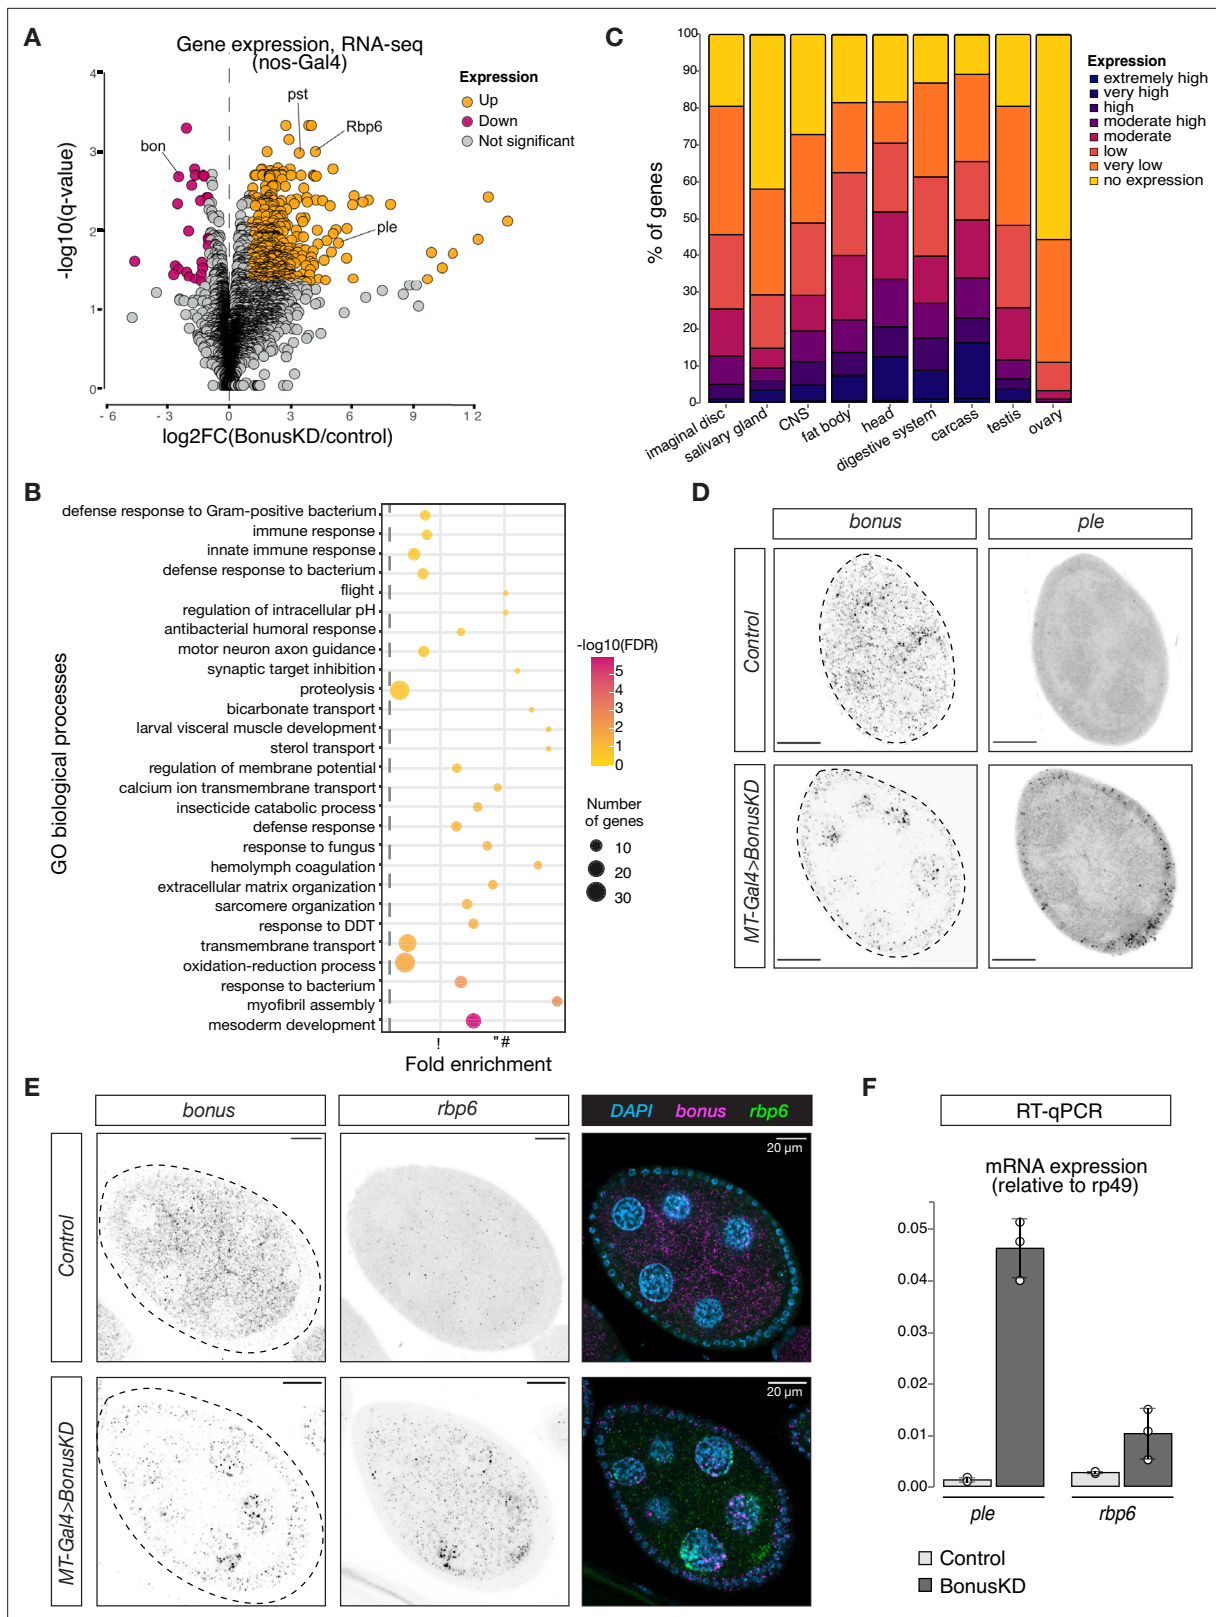 A
Gene expression, RNA-seq
(nos-Gal4)
-log10(q-value)
4
3
2
1
0
-6
-3
0
3
6
9
12
log2FC(BonusKD/control)
pst
Rbp6
bon
ple
Expression
Up
Down
Not significant
C
% of genes
100
90
80
70
60
50
40
30
20
10
0
imaginal disc
salivary gland
CNS
fat body
head
digestive system
carcass
testis
ovary
Expression
extremely high
very high
high
moderate high
moderate
low
very low
no expression
B
GO biological processes
defense response to Gram-positive bacterium
immune response
innate immune response
defense response to bacterium
flight
regulation of intracellular pH
antibacterial humoral response
motor neuron axon guidance
synaptic target inhibition
proteolysis
bicarbonate transport
larval visceral muscle development
sterol transport
regulation of membrane potential
calcium ion transmembrane transport
insecticide catabolic process
defense response
response to fungus
hemolymph coagulation
extracellular matrix organization
sarcomere organization
response to DDT
transmembrane transport
oxidation-reduction process
response to bacterium
myofibril assembly
mesoderm development
! "#
Fold enrichment
-log10(FDR)
5
4
3
2
1
0
Number
of genes
10
20
30
D
bonus
ple
Control
MT-Gal4>BonusKD
E
bonus
rbp6
DAPI bonus rbp6
Control
20 µm
MT-Gal4>BonusKD
20 µm
F
RT-qPCR
mRNA expression
(relative to rp49)
0.05
0.04
0.03
0.02
0.01
0.00
ple
rbp6
Control
BonusKD